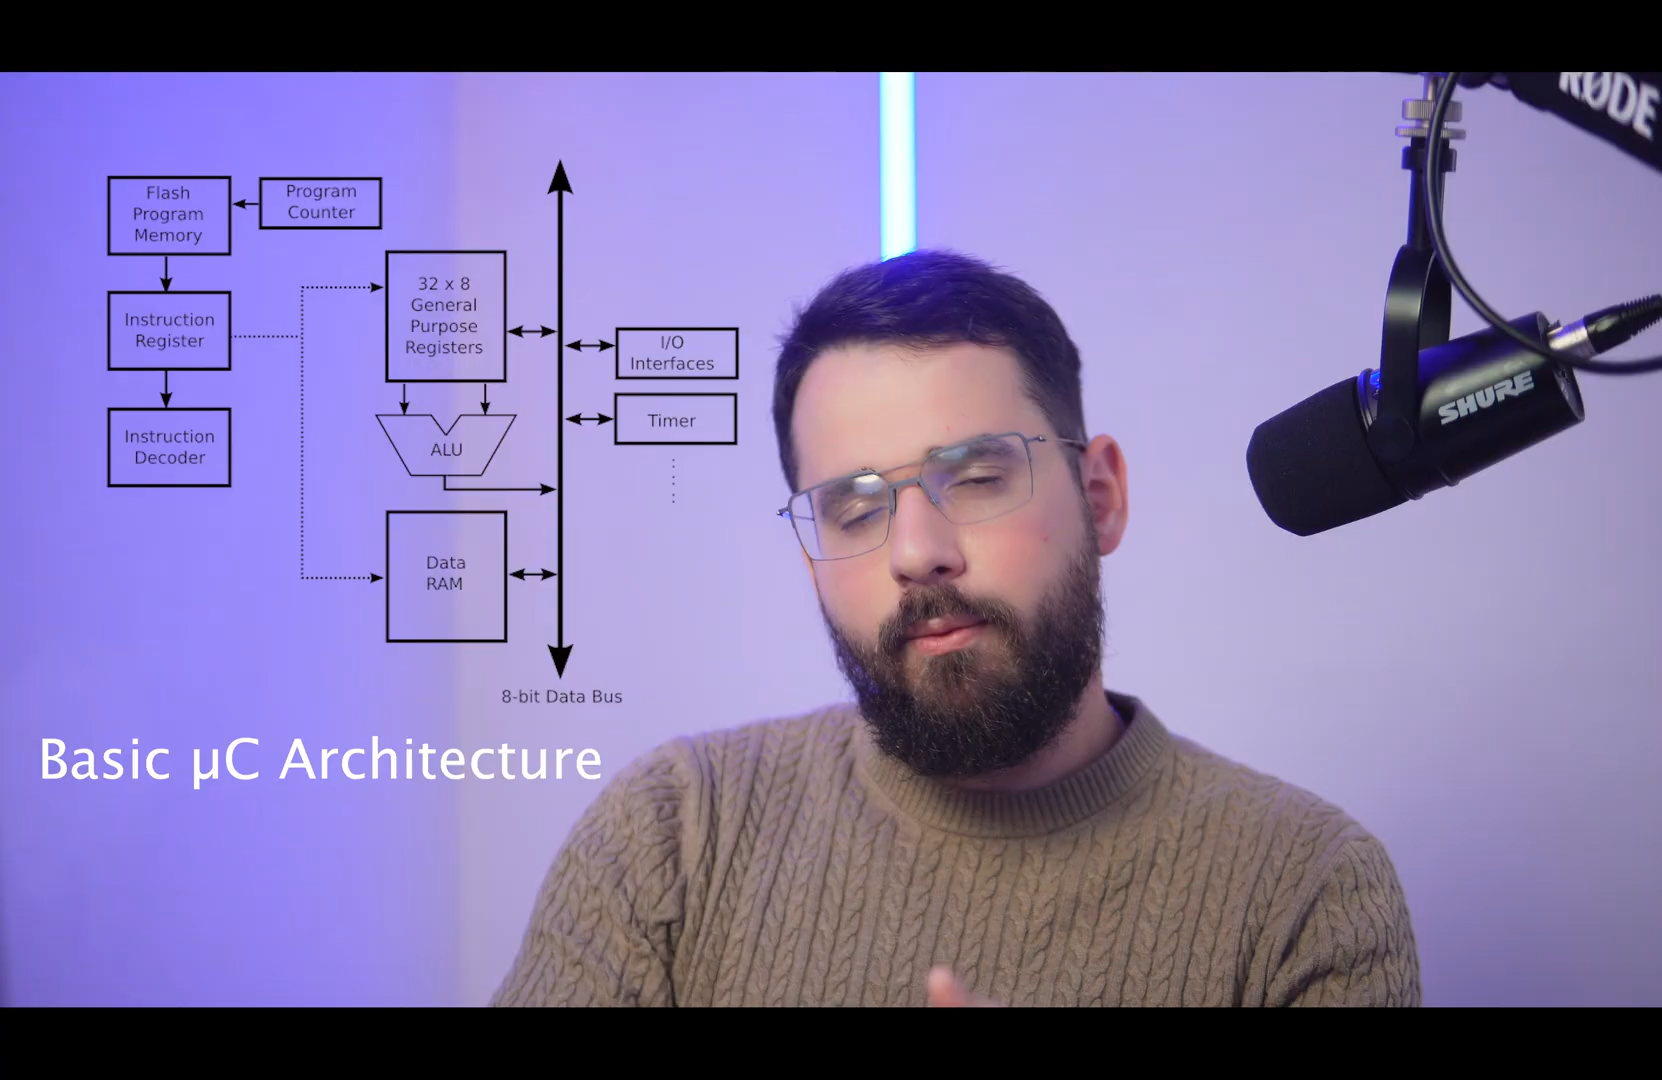 Flash
Program
Memory
Program
Counter
Instruction
Register
Instruction
Decoder
32 x 8
General
Purpose
Registers
ALU
Data
RAM
I/O
Interfaces
Timer
8-bit Data Bus
Basic µC Architecture
RØDE
SHURE